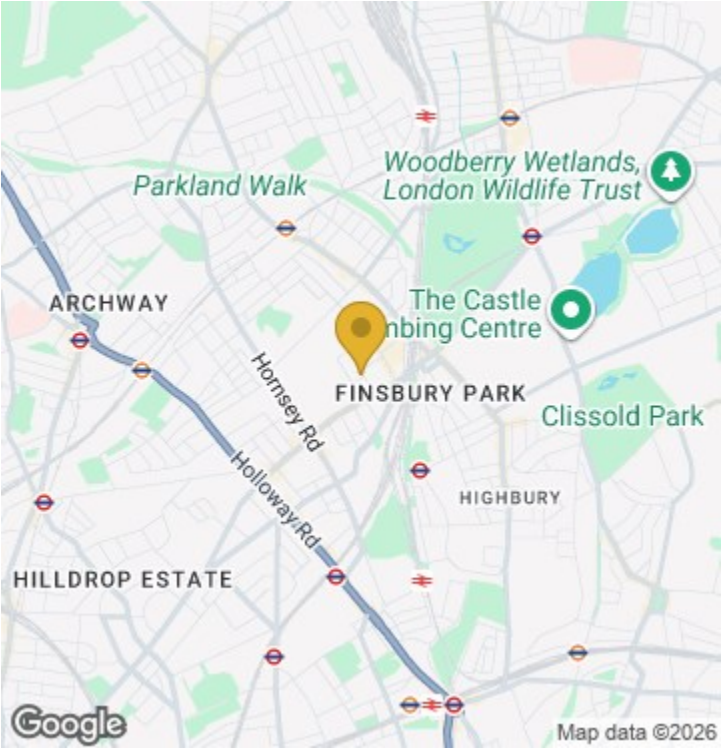 Woodberry Wetlands,
London Wildlife Trust
Parkland Walk
ARCHWAY
The Castle
mbing Centre
FINSBURY PARK
Hornsey Rd
Clissold Park
Holloway Rd
HIGHBURY
HILLDROP ESTATE
Google
Map data ©2026